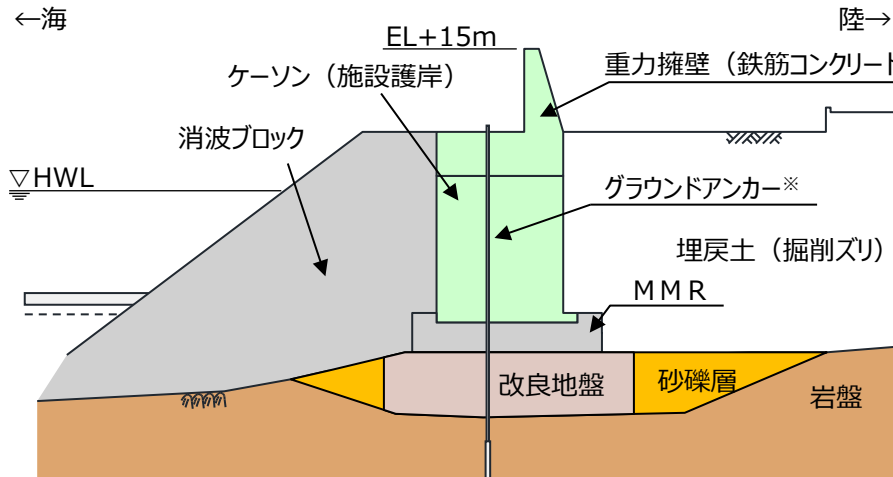 ←海
陸→
EL+15m
重力擁壁（鉄筋コンクリート
ケーソン（施設護岸）
消波ブロック
▽HWL
グラウンドアンカー※
埋戻土（掘削ズリ）
ＭＭＲ
改良地盤
砂礫層
岩盤